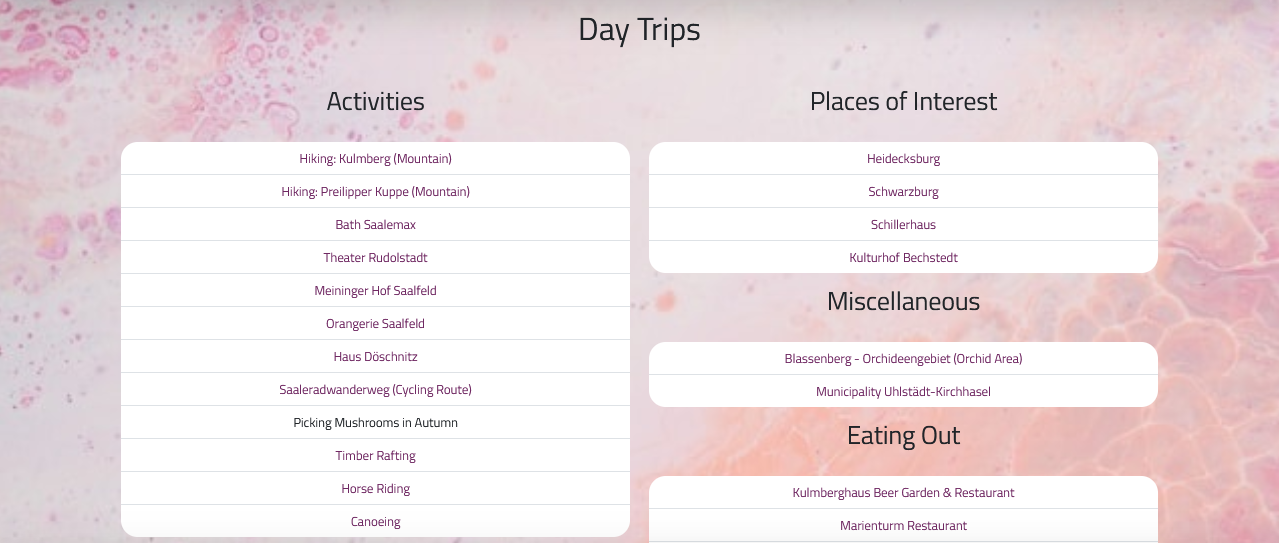 Day Trips
Activities
Hiking: Kulmberg (Mountain)
Hiking: Preilipper Kuppe (Mountain)
Bath Saalemax
Theater Rudolstadt
Meininger Hof Saalfeld
Orangerie Saalfeld
Haus Döschnitz
Saaleradwanderweg (Cycling Route)
Picking Mushrooms in Autumn
Timber Rafting
Horse Riding
Canoeing
Places of Interest
Heidecksburg
Schwarzburg
Schillerhaus
Kulturhof Bechstedt
Miscellaneous
Blassenberg - Orchideengebiet (Orchid Area)
Municipality Uhlstädt-Kirchhasel
Eating Out
Kulmberghaus Beer Garden & Restaurant
Marienturm Restaurant